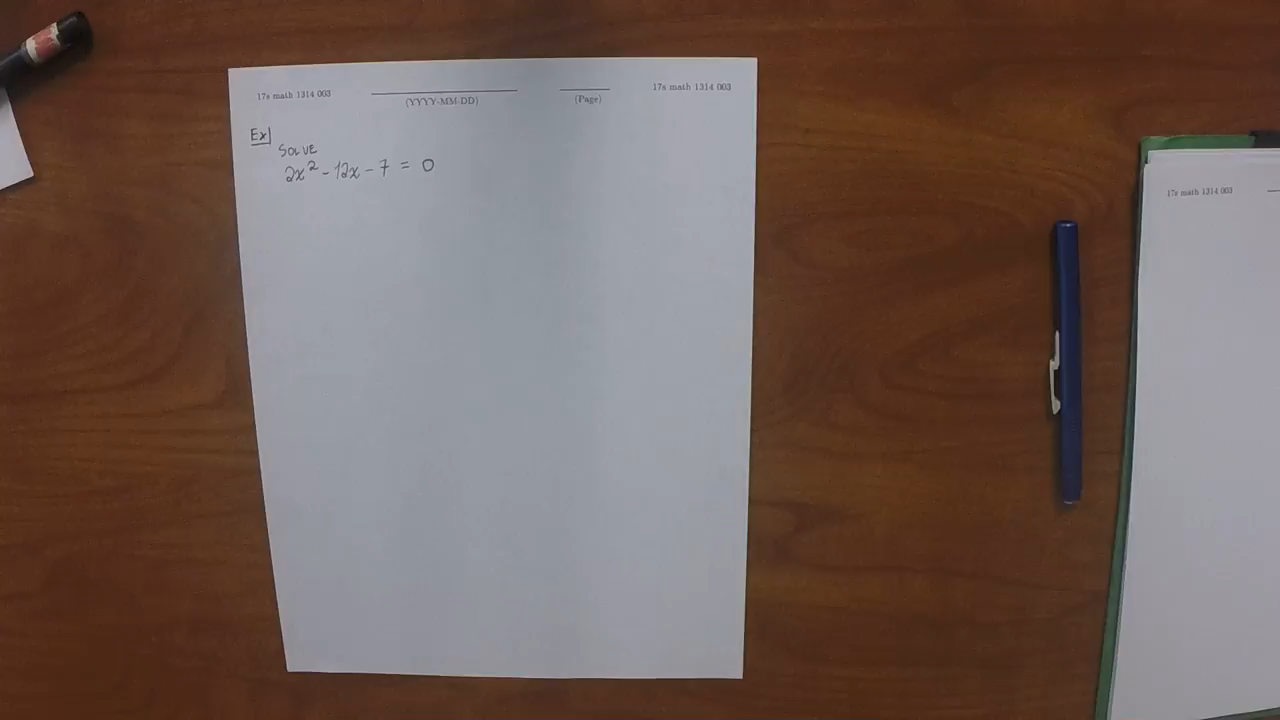 17s math 1314 003
(YYYY-MM-DD)
(Page)
17s math 1314 003
Ex
SOLVE
2x² - 12x - 7 = 0
17s math 1314 003